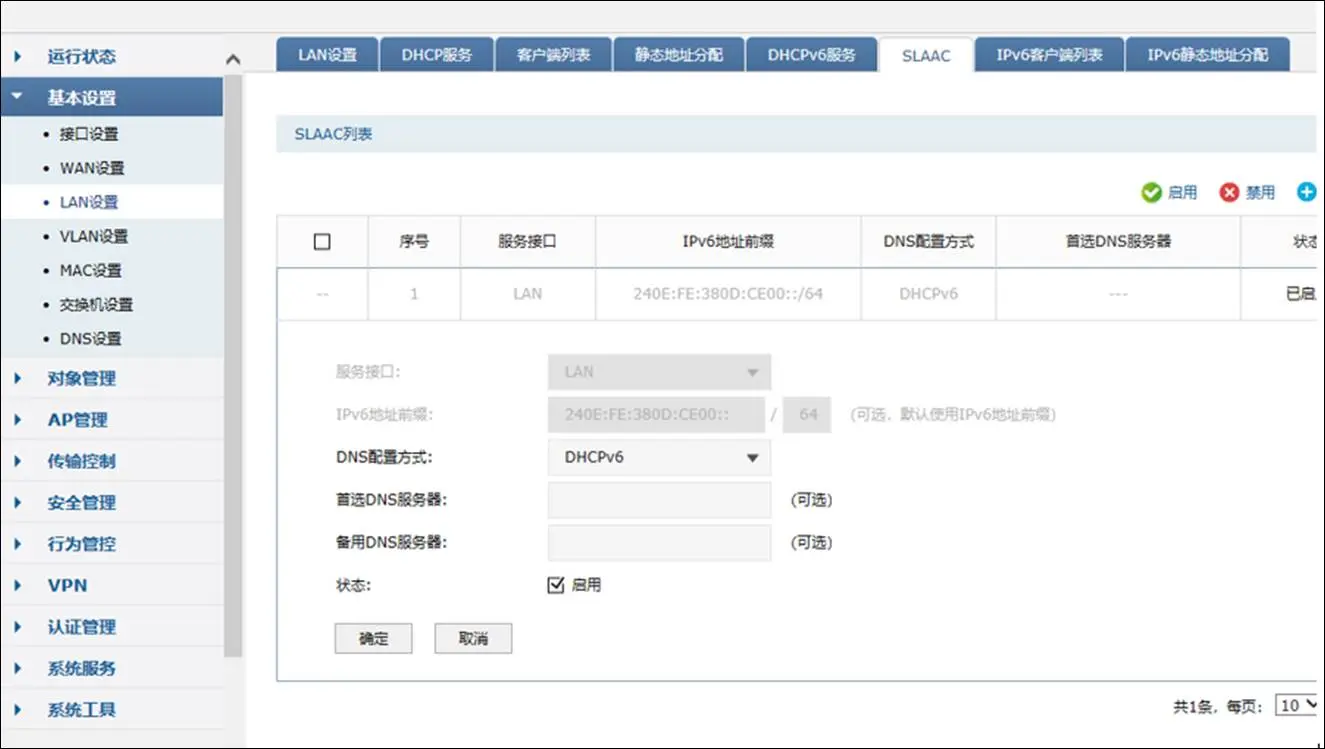 运行状态
基本设置
接口设置
WAN设置
LAN设置
VLAN设置
MAC设置
交换机设置
DNS设置
对象管理
AP管理
传输控制
安全管理
行为管控
VPN
认证管理
系统服务
系统工具
LAN设置 DHCP服务 客户端列表 静态地址分配 DHCPv6服务 SLAAC IPv6客户端列表 IPv6静态地址分配
SLAAC列表
启用 禁用
序号 服务接口 IPv6地址前缀 DNS配置方式 首选DNS服务器 状态
-- 1 LAN 240E:FE:380D:CE00::/64 DHCPv6 --- 已启
服务接口: LAN
IPv6地址前缀: 240E:FE:380D:CE00:: / 64 (可选，默认使用IPv6地址前缀)
DNS配置方式: DHCPv6
首选DNS服务器: (可选)
备用DNS服务器: (可选)
状态: 启用
确定 取消
共1条，每页: 10